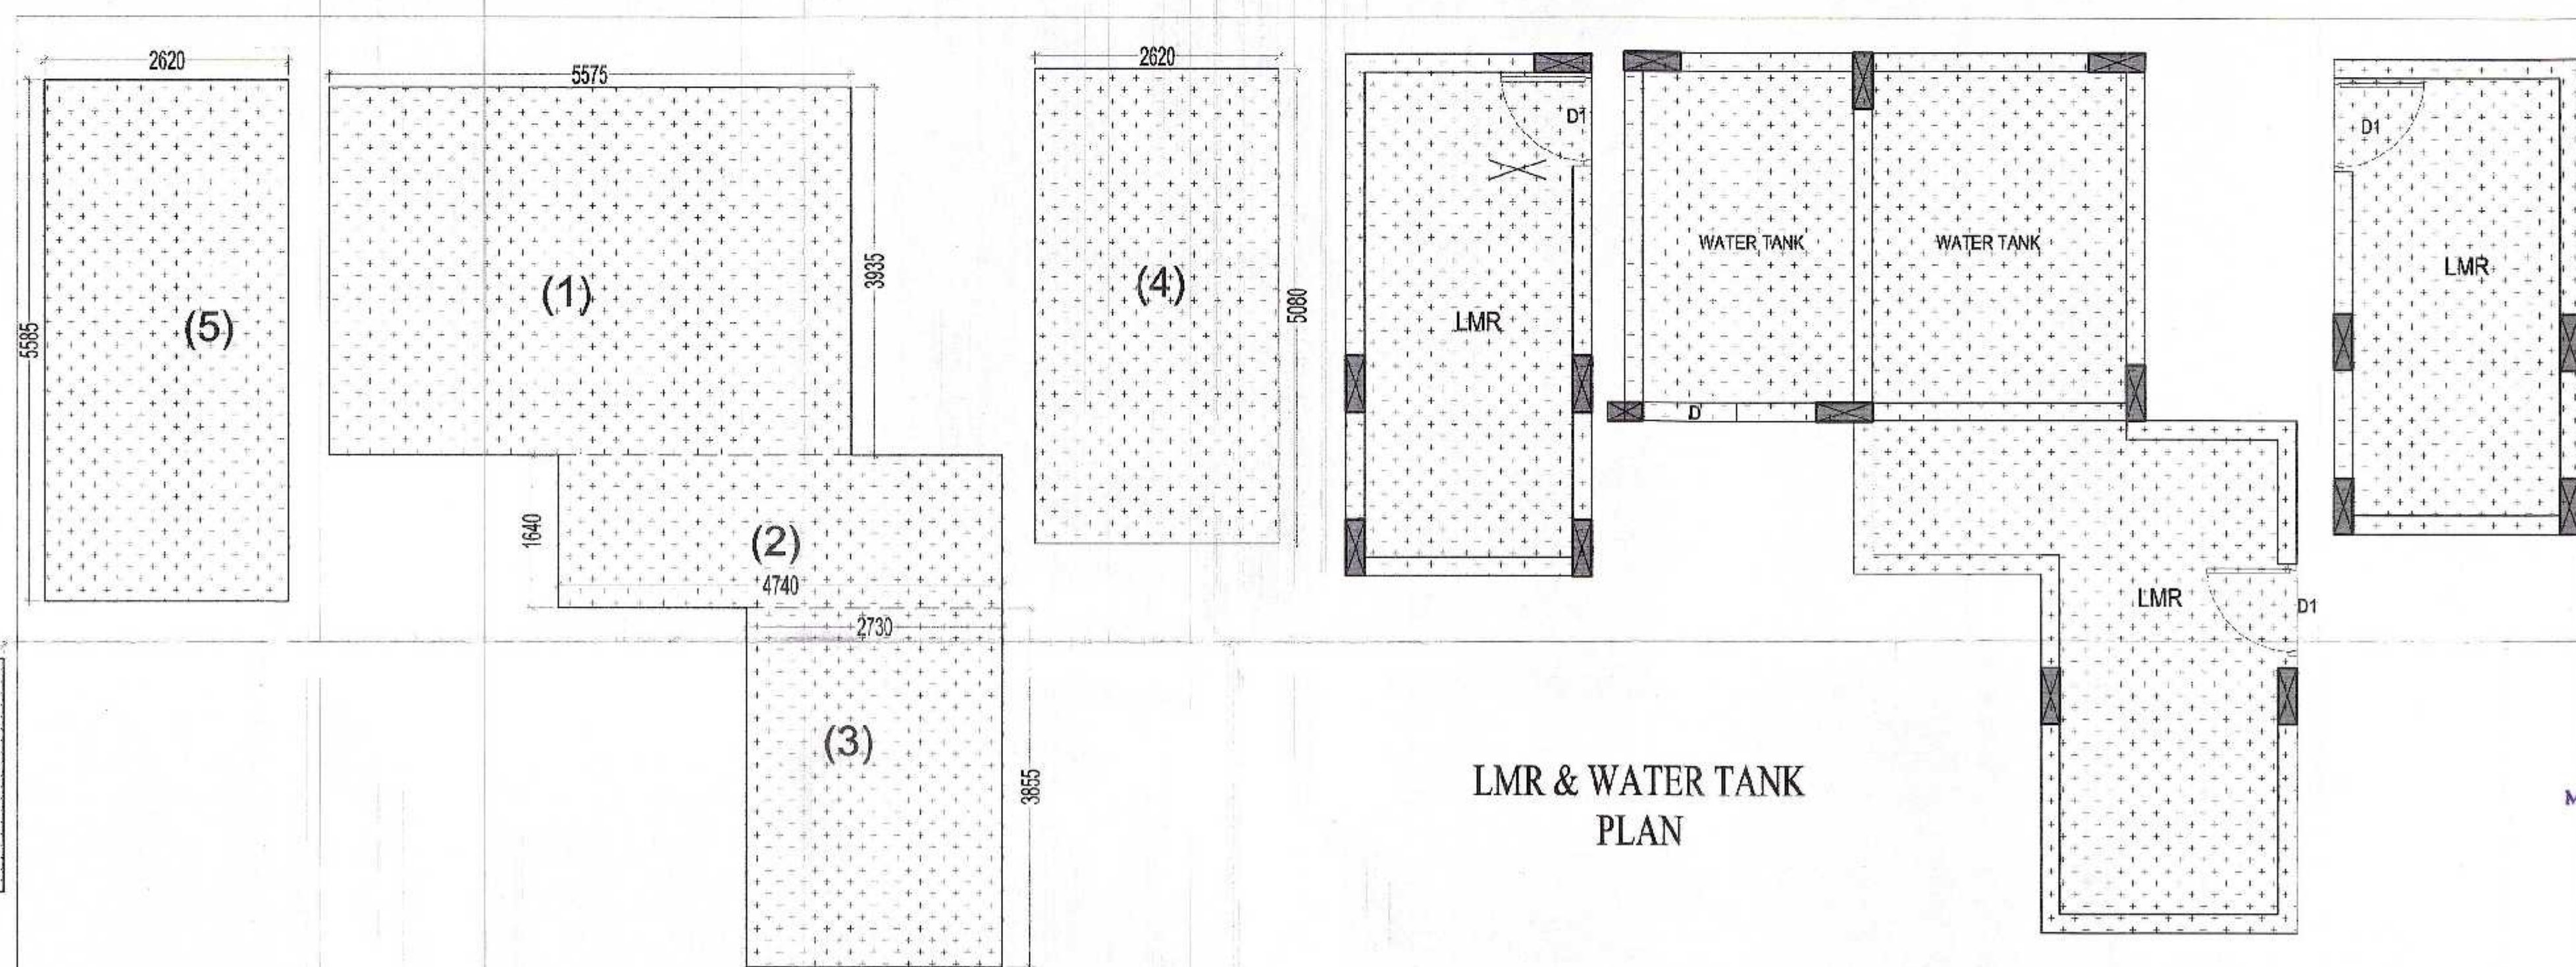 2620
5585
(5)
5575
3935
(1)
1640
(2)
4740
2730
(3)
3855
2620
5080
(4)
D1
LMR
WATER TANK
WATER TANK
D
LMR
D1
D1
LMR
LMR & WATER TANK
PLAN
M